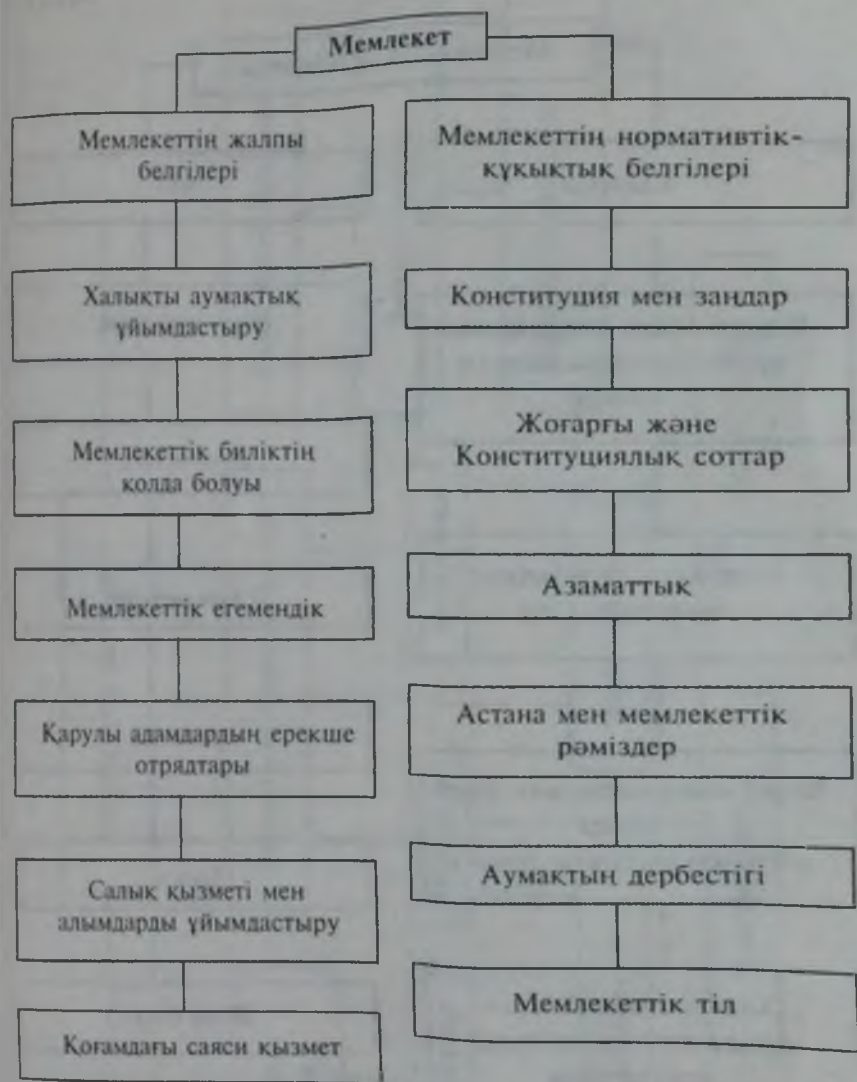 Мемлекет
Мемлекеттің жалпы
белгілері
Халықты аумақтық
ұйымдастыру
Мемлекеттік биліктің
қолда болуы
Мемлекеттік егемендік
Қарулы адамдардың ерекше
отрядтары
Салық қызметі мен
алымдарды ұйымдастыру
Қоғамдағы саяси қызмет
Мемлекеттің нормативтік-
құқықтық белгілері
Конституция мен заңдар
Жоғарғы және
Конституциялық соттар
Азаматтық
Астана мен мемлекеттік
рәміздер
Аумақтың дербестігі
Мемлекеттік тіл